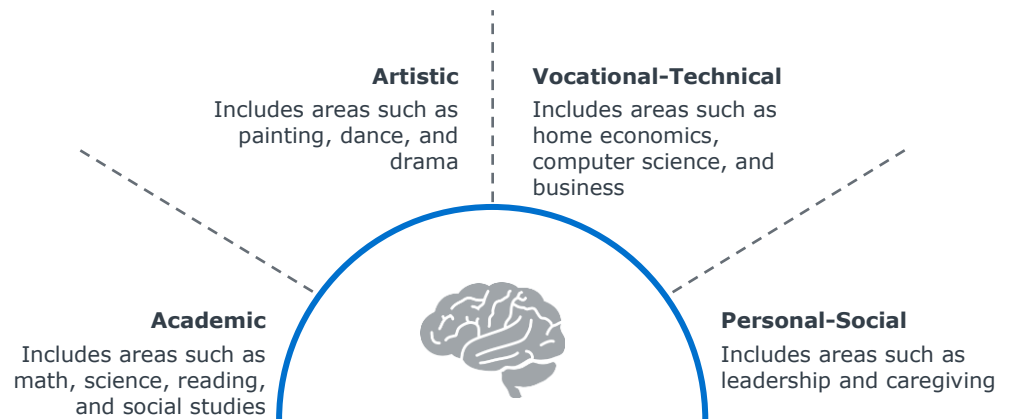 Artistic
Includes areas such as
painting, dance, and
drama
Vocational-Technical
Includes areas such as
home economics,
computer science, and
business
Academic
Includes areas such as
math, science, reading,
and social studies
Personal-Social
Includes areas such as
leadership and caregiving